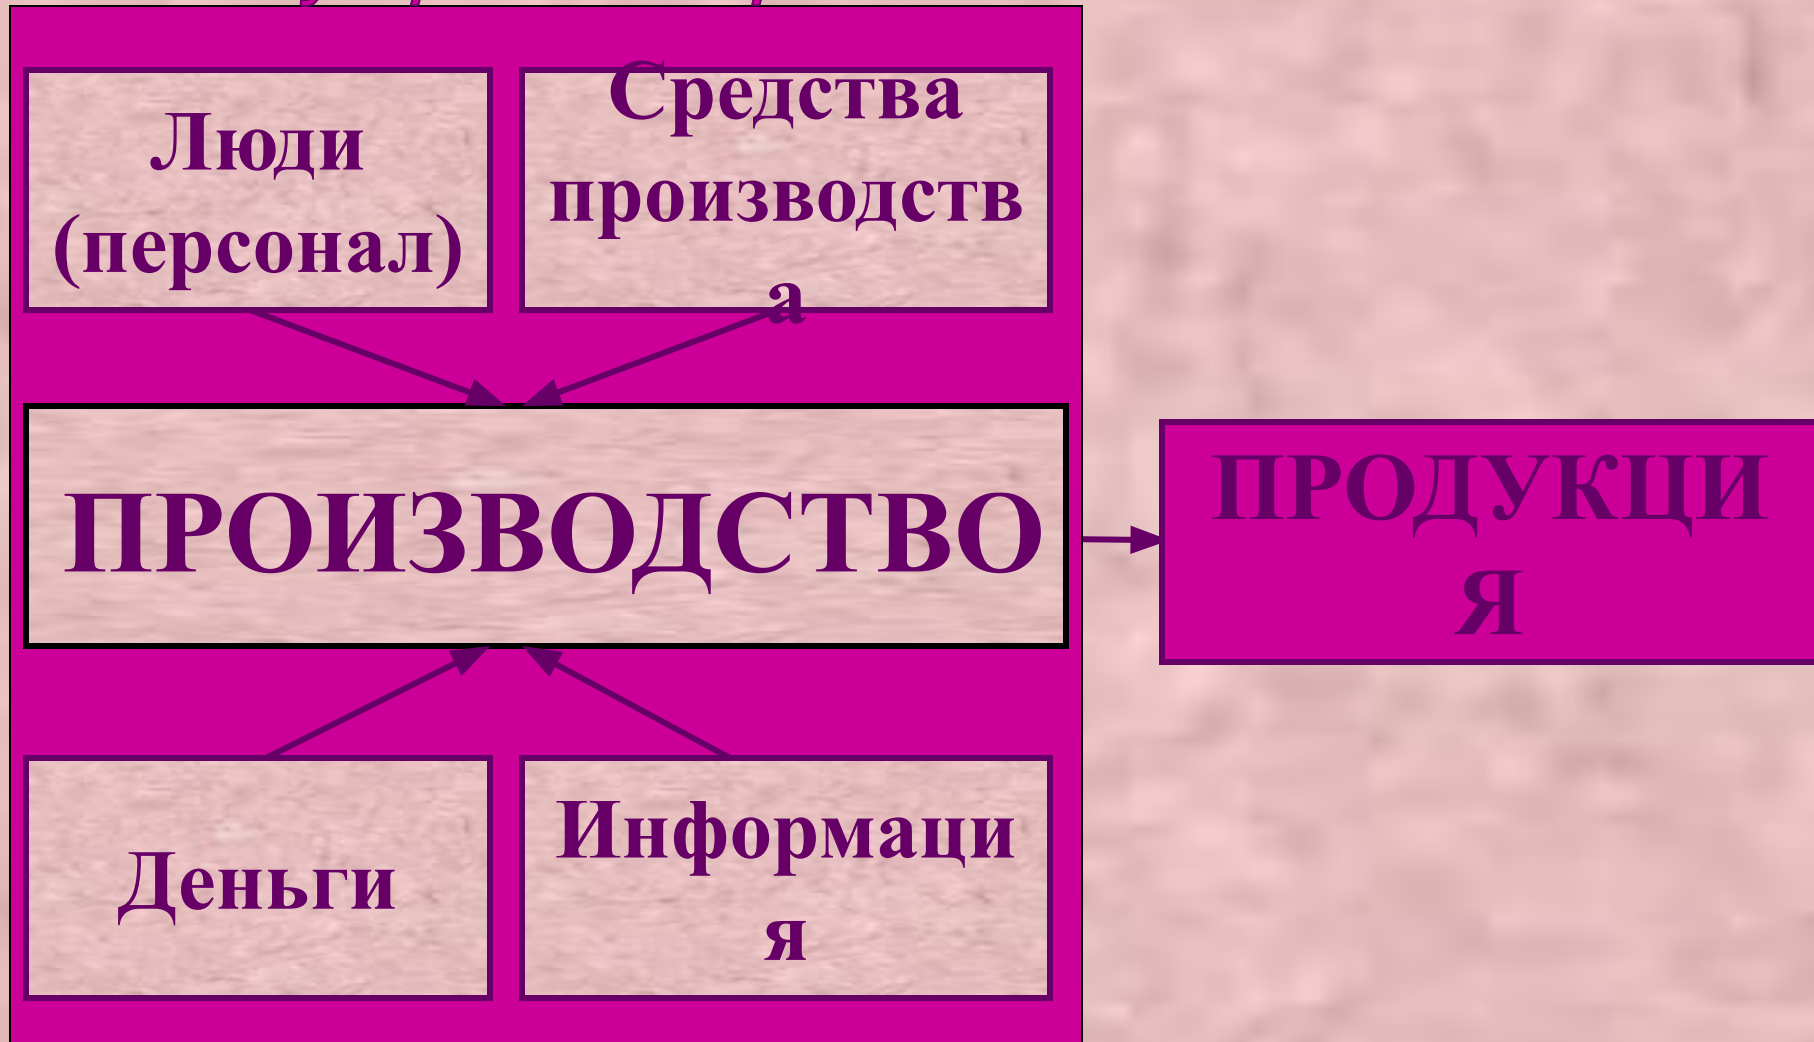 Люди
(персонал)
Средства
производств
а
ПРОИЗВОДСТВО
ПРОДУКЦИ
Я
Деньги
Информаци
я